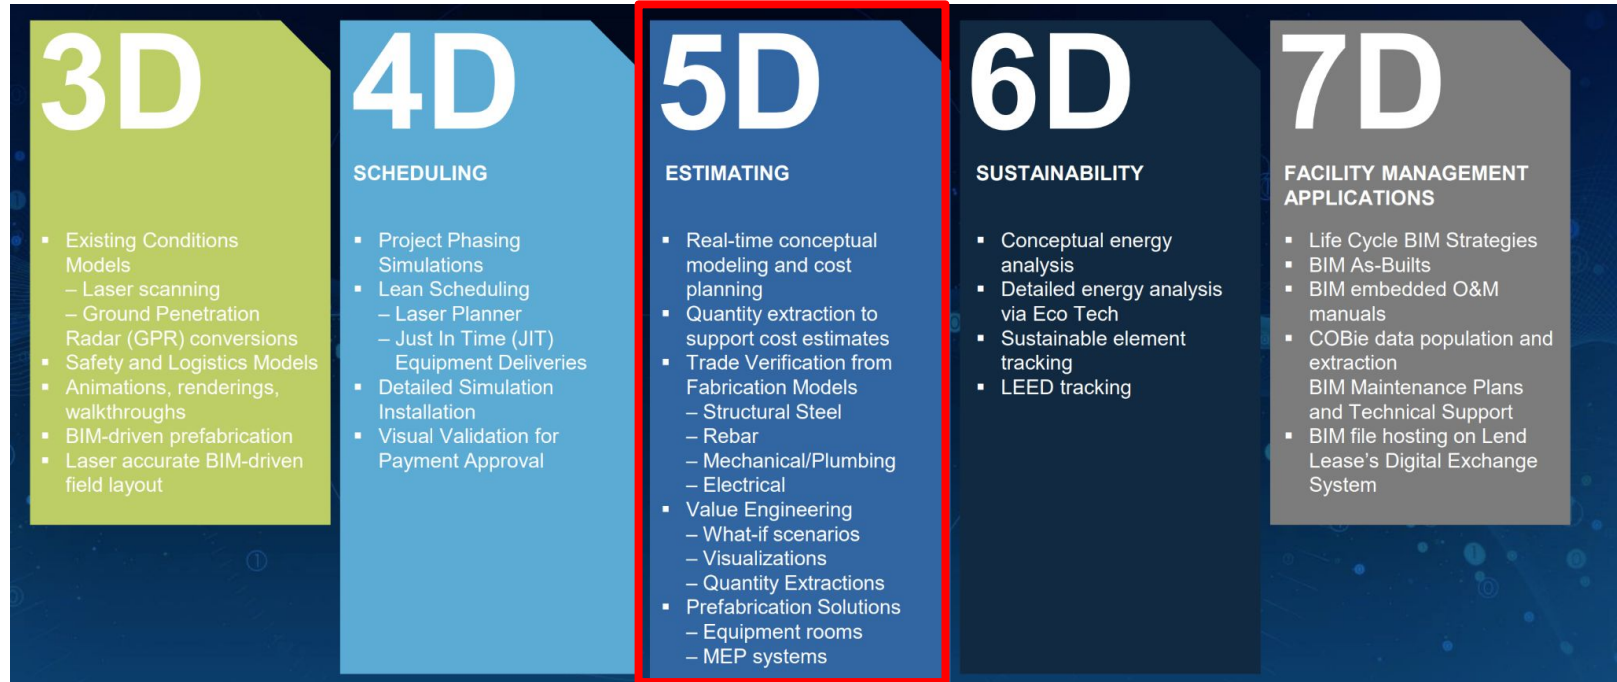 3D
▪ Existing Conditions
Models
– Laser scanning
– Ground Penetration
Radar (GPR) conversions
▪ Safety and Logistics Models
▪ Animations, renderings,
walkthroughs
▪ BIM-driven prefabrication
▪ Laser accurate BIM-driven
field layout
4D
SCHEDULING
▪ Project Phasing
Simulations
▪ Lean Scheduling
– Laser Planner
– Just In Time (JIT)
Equipment Deliveries
▪ Detailed Simulation
Installation
▪ Visual Validation for
Payment Approval
5D
ESTIMATING
▪ Real-time conceptual
modeling and cost
planning
▪ Quantity extraction to
support cost estimates
▪ Trade Verification from
Fabrication Models
– Structural Steel
– Rebar
– Mechanical/Plumbing
– Electrical
▪ Value Engineering
– What-if scenarios
– Visualizations
– Quantity Extractions
▪ Prefabrication Solutions
– Equipment rooms
– MEP systems
6D
SUSTAINABILITY
▪ Conceptual energy
analysis
▪ Detailed energy analysis
via Eco Tech
▪ Sustainable element
tracking
▪ LEED tracking
7D
FACILITY MANAGEMENT
APPLICATIONS
▪ Life Cycle BIM Strategies
▪ BIM As-Builts
▪ BIM embedded O&M
manuals
▪ COBie data population and
extraction
BIM Maintenance Plans
and Technical Support
▪ BIM file hosting on Lend
Lease's Digital Exchange
System